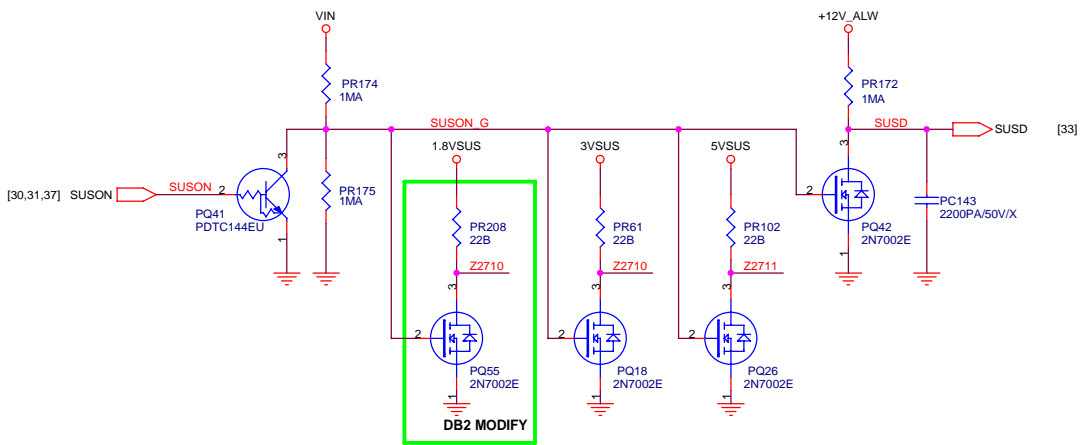 VIN
+12V_ALW
PR174
1MA
PR172
1MA
SUSON_G
SUSD
SUSD
[33]
1.8VSUS
3VSUS
5VSUS
3
3
[30,31,37]
SUSON
SUSON
2
2
PR175
1MA
PQ41
PDTC144EU
PQ42
2N7002E
PC143
2200PA/50V/X
PR208
22B
PR61
22B
PR102
22B
1
1
Z2710
Z2710
Z2711
3
3
3
2
2
2
PQ55
2N7002E
PQ18
2N7002E
PQ26
2N7002E
1
1
1
DB2 MODIFY